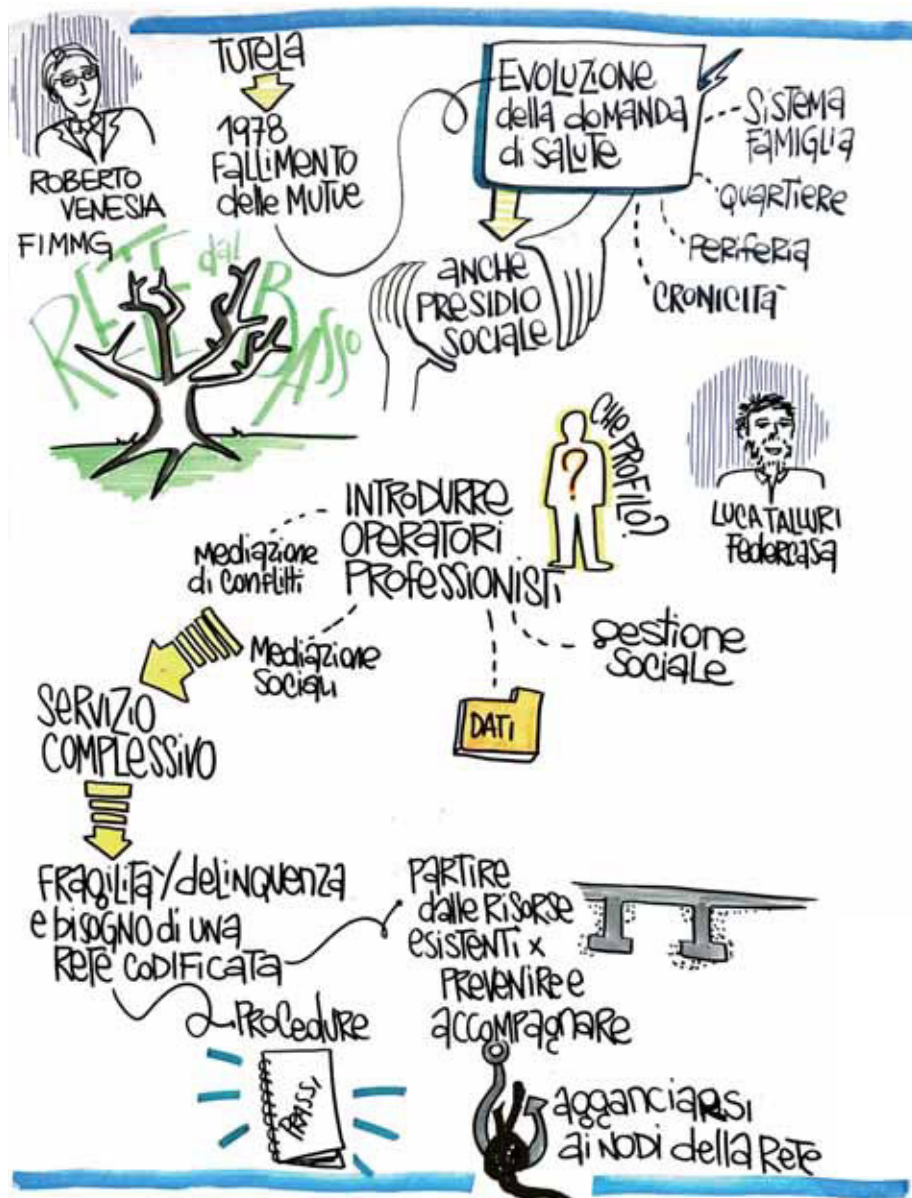 ROBERTO
VENESIA
FIMMG
TUTELA
1978
FALLIMENTO
delle MUTUE
EVOLUZIONE
della domanda
di SALUTE
SISTEMA
FAMIGLIA
QUARTIERE
PERIFERIA
CRONICITÀ
ANCHE
PRESIDIO
SOCIALE
RETE dal
BASSO
CHE PROFILO?
?
LUCA TALLURI
Federcasa
INTRODURRE
OPERATORI
PROFESSIONISTI
Mediazione
di Conflitti
Mediazione
Sociali
gestione
SOCIALE
DATI
SERVIZIO
COMPLESSIVO
FRAGILITÀ/delinquenza
e bisogno di una
RETE CODIFICATA
PROCEDURE
PARTIRE
dalle RISORSE
ESISTENTI x
PREVENIRE e
accompagnare
agganciarsi
ai NODI della RETE